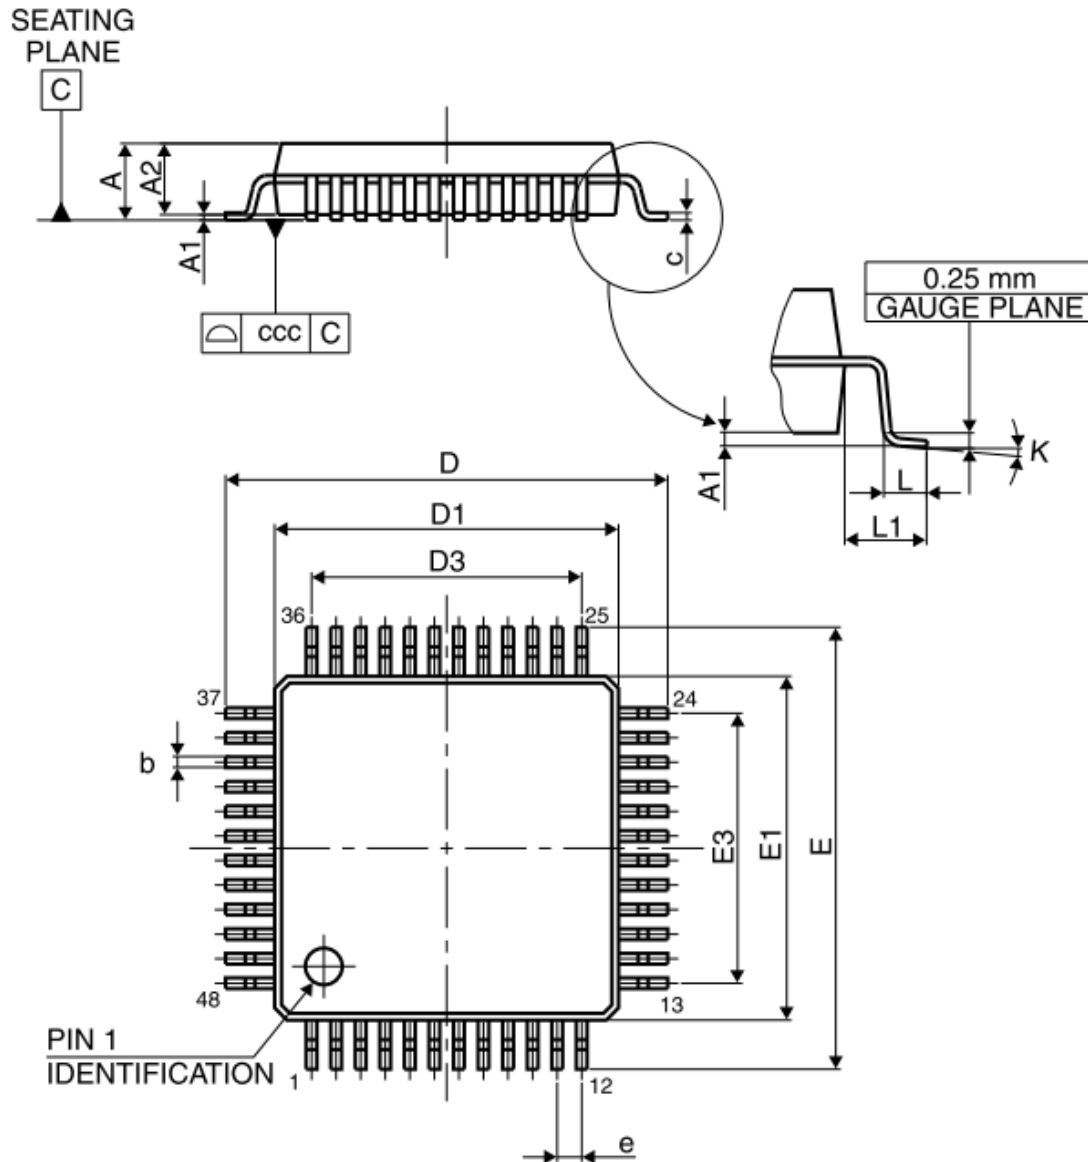 SEATING
PLANE
C
A
A2
A1
c
ccc C
0.25 mm
GAUGE PLANE
A1
K
L
L1
D
D1
D3
36
25
37
24
b
E3
E1
E
48
13
PIN 1
IDENTIFICATION
1
12
e